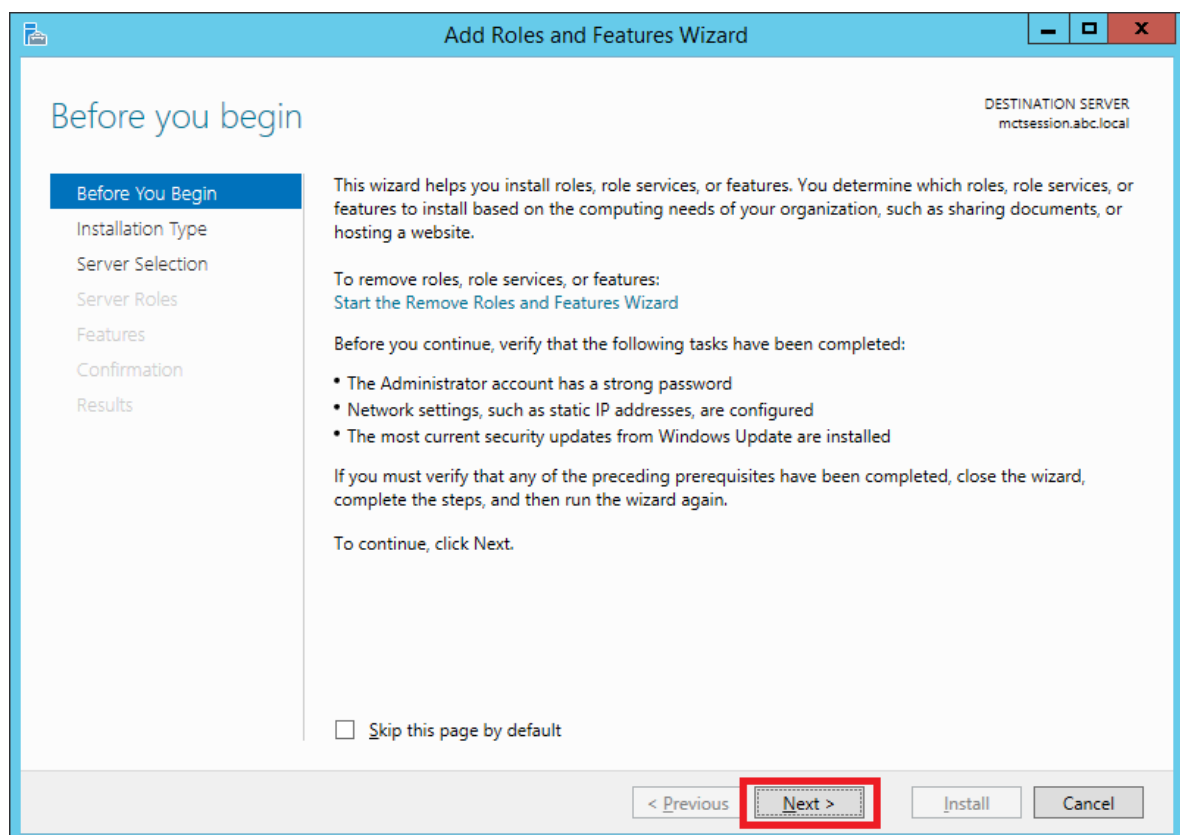 Add Roles and Features Wizard
x
Before you begin
DESTINATION SERVER
mctsession.abc.local
Before You Begin
Installation Type
Server Selection
Server Roles
Features
Confirmation
Results
This wizard helps you install roles, role services, or features. You determine which roles, role services, or
features to install based on the computing needs of your organization, such as sharing documents, or
hosting a website.
To remove roles, role services, or features:
Start the Remove Roles and Features Wizard
Before you continue, verify that the following tasks have been completed:
• The Administrator account has a strong password
• Network settings, such as static IP addresses, are configured
• The most current security updates from Windows Update are installed
If you must verify that any of the preceding prerequisites have been completed, close the wizard,
complete the steps, and then run the wizard again.
To continue, click Next.
Skip this page by default
< Previous
Next >
Install
Cancel